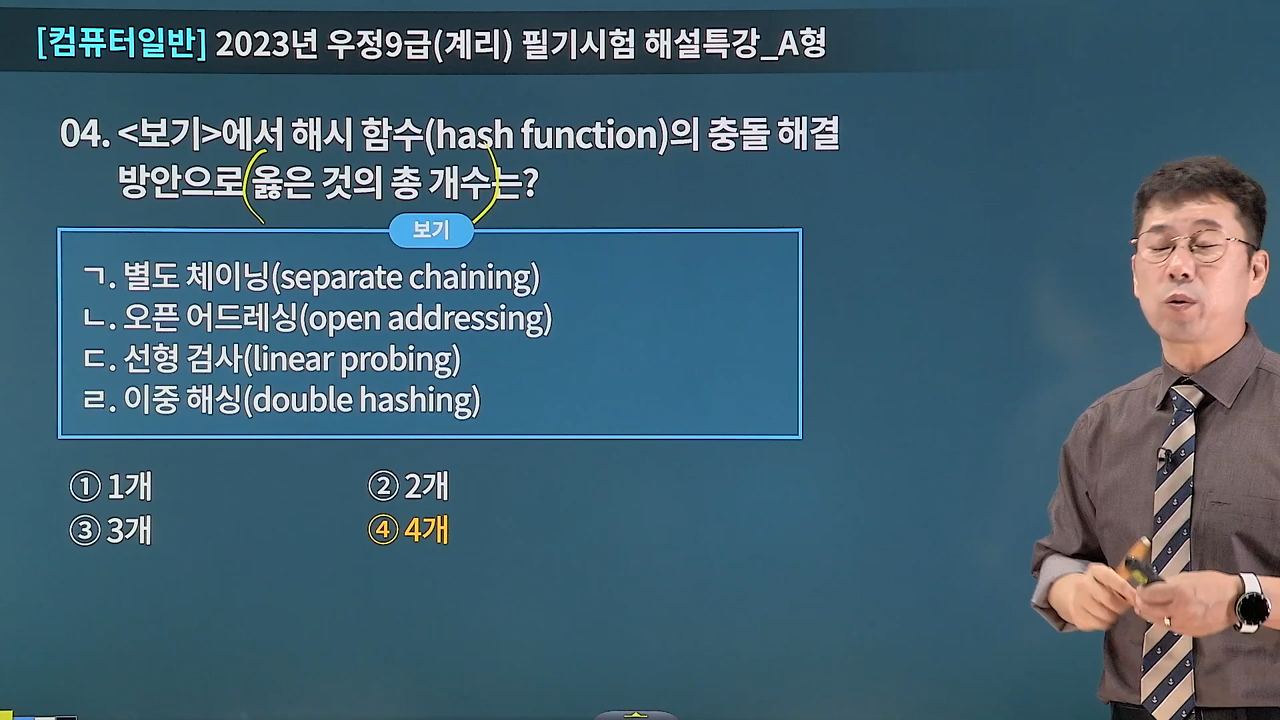 [컴퓨터일반] 2023년 우정9급(계리) 필기시험 해설특강_A형
04. <보기>에서 해시 함수(hash function)의 충돌 해결
방안으로 옳은 것의 총 개수는?
보기
ㄱ. 별도 체이닝(separate chaining)
ㄴ. 오픈 어드레싱(open addressing)
ㄷ. 선형 검사(linear probing)
ㄹ. 이중 해싱(double hashing)
① 1개 ② 2개
③ 3개 ④ 4개